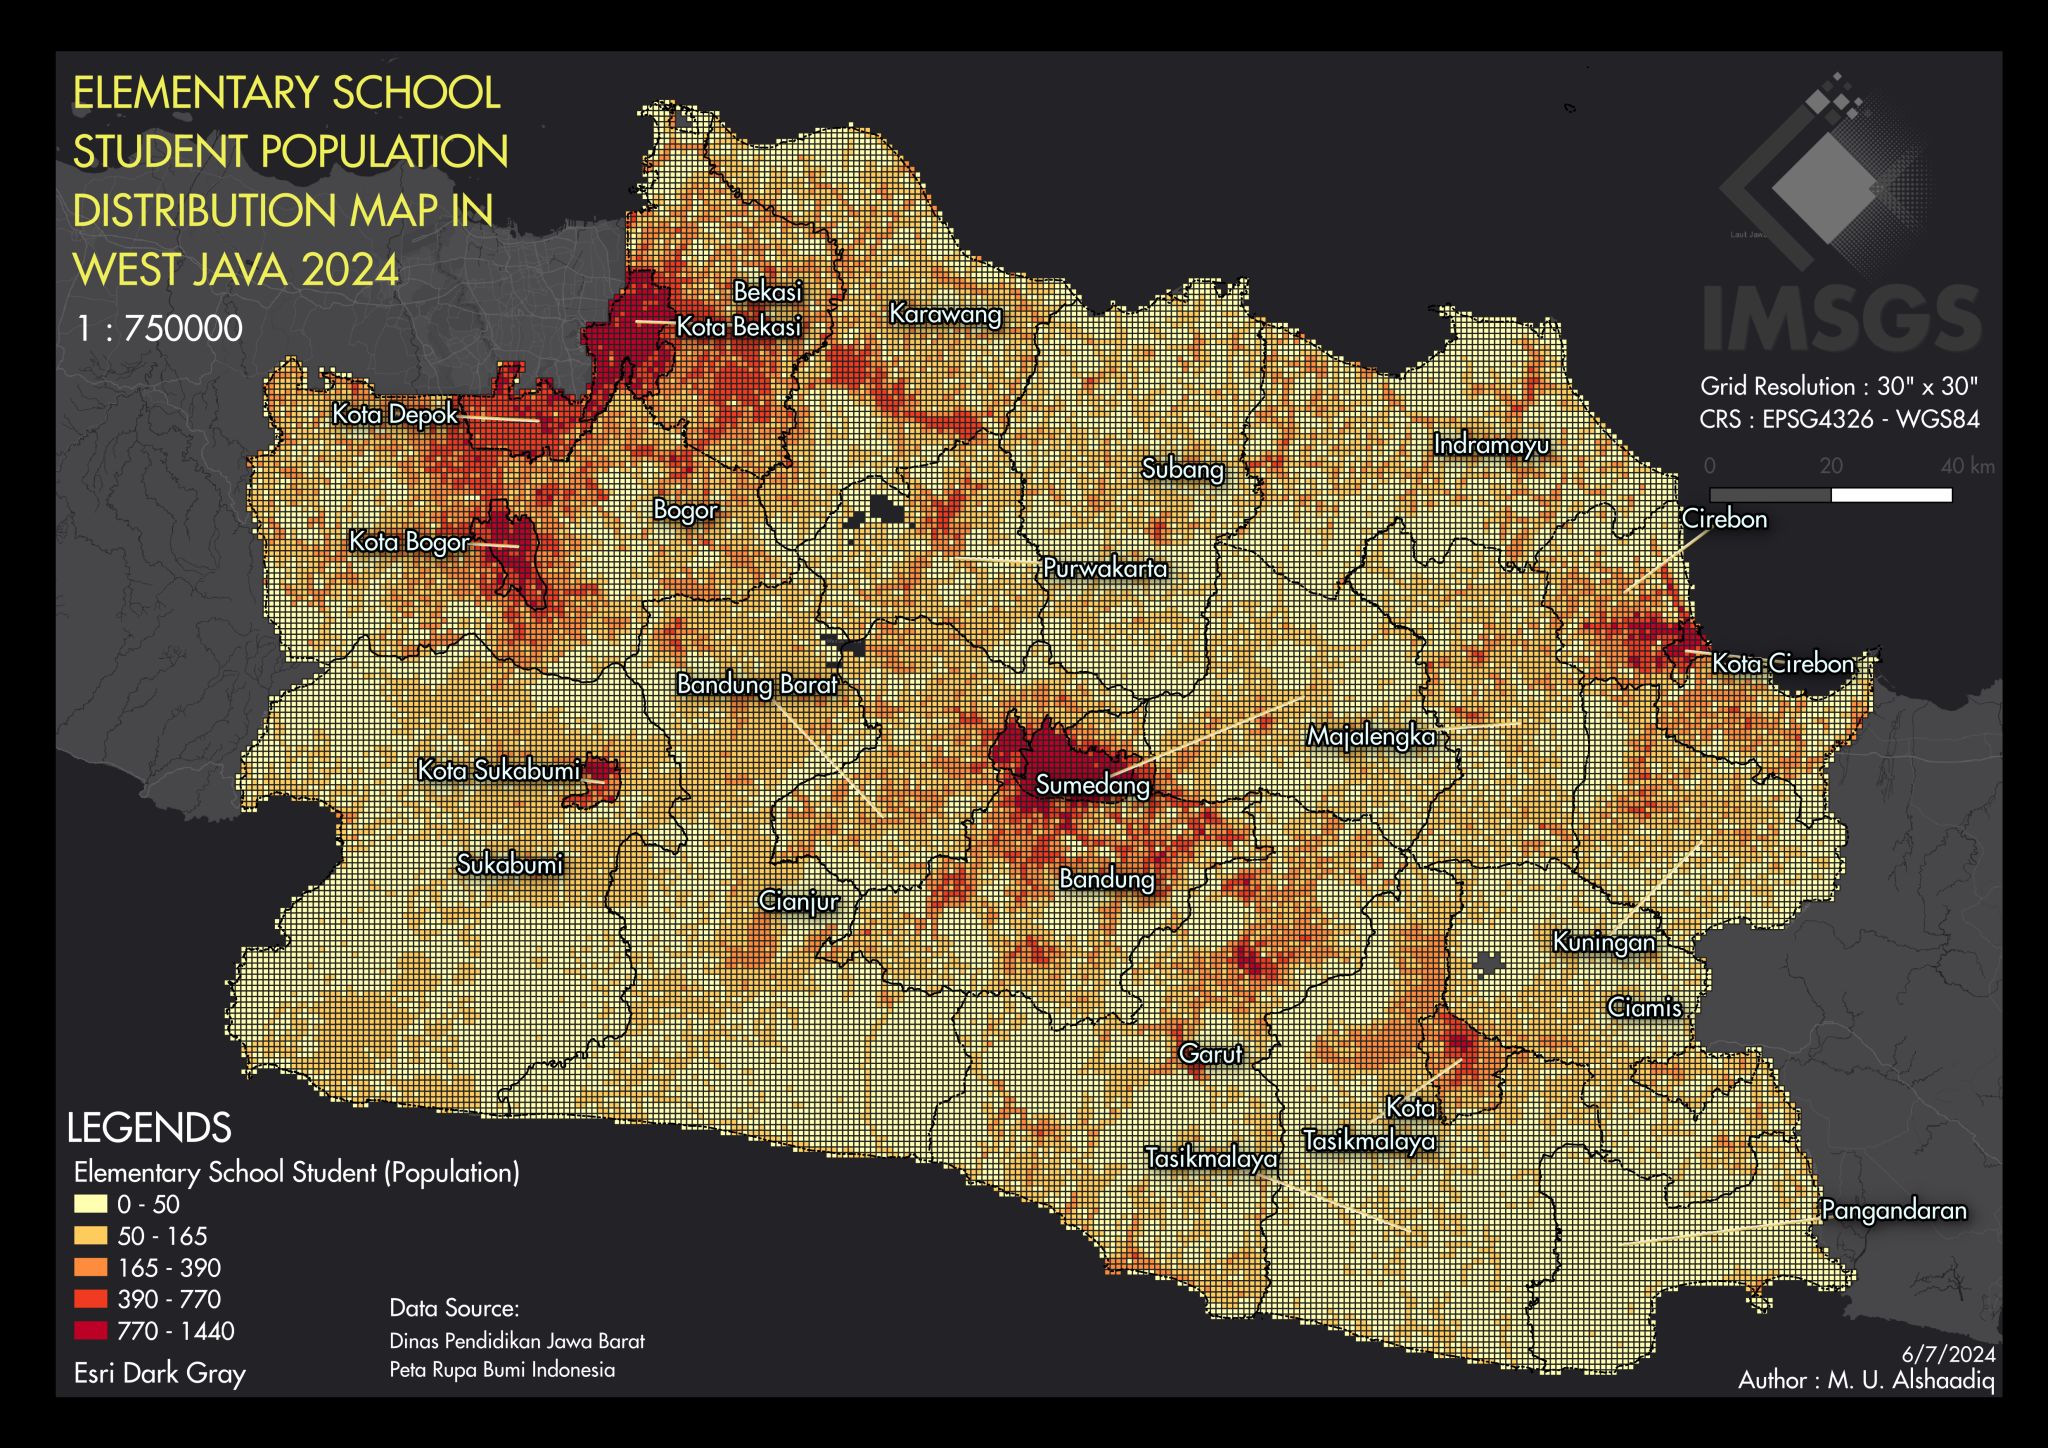 ELEMENTARY SCHOOL
STUDENT POPULATION
DISTRIBUTION MAP IN
WEST JAVA 2024
1 : 750000
Laut Jawa
IMSGS
Grid Resolution : 30" x 30"
CRS : EPSG4326 - WGS84
0 20 40 km
Bekasi
Kota Bekasi
Karawang
Kota Depok
Subang
Indramayu
Bogor
Kota Bogor
Cirebon
Purwakarta
Kota Cirebon
Bandung Barat
Majalengka
Kota Sukabumi
Sumedang
Sukabumi
Bandung
Cianjur
Kuningan
Ciamis
Garut
Kota
Tasikmalaya
Tasikmalaya
Pangandaran
LEGENDS
Elementary School Student (Population)
0 - 50
50 - 165
165 - 390
390 - 770
770 - 1440
Esri Dark Gray
Data Source:
Dinas Pendidikan Jawa Barat
Peta Rupa Bumi Indonesia
6/7/2024
Author : M. U. Alshaadiq